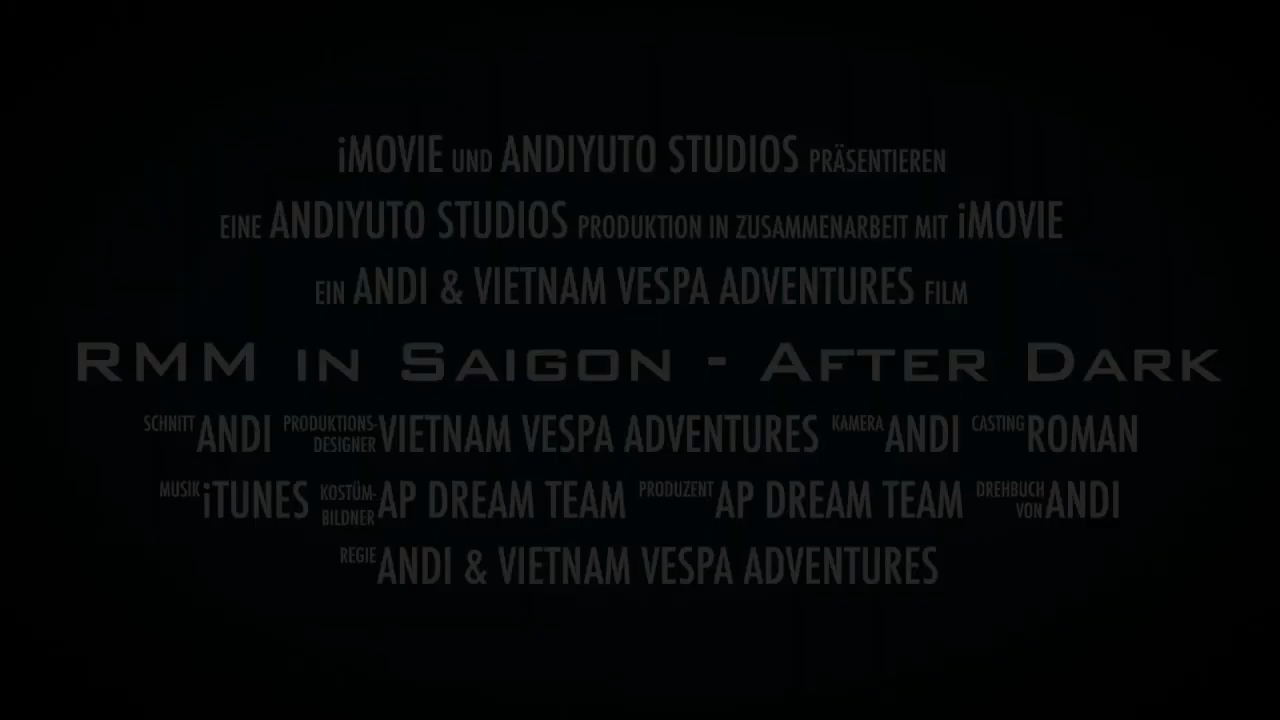 iMOVIE UND ANDIYUTO STUDIOS PRÄSENTIEREN
EINE ANDIYUTO STUDIOS PRODUKTION IN ZUSAMMENARBEIT MIT iMOVIE
EIN ANDI & VIETNAM VESPA ADVENTURES FILM
RMM IN SAIGON - AFTER DARK
SCHNITT ANDI PRODUKTIONS-DESIGNER VIETNAM VESPA ADVENTURES KAMERA ANDI CASTING ROMAN
MUSIK iTUNES KOSTÜM-BILDNER AP DREAM TEAM PRODUZENT AP DREAM TEAM DREHBUCH VON ANDI
REGIE ANDI & VIETNAM VESPA ADVENTURES